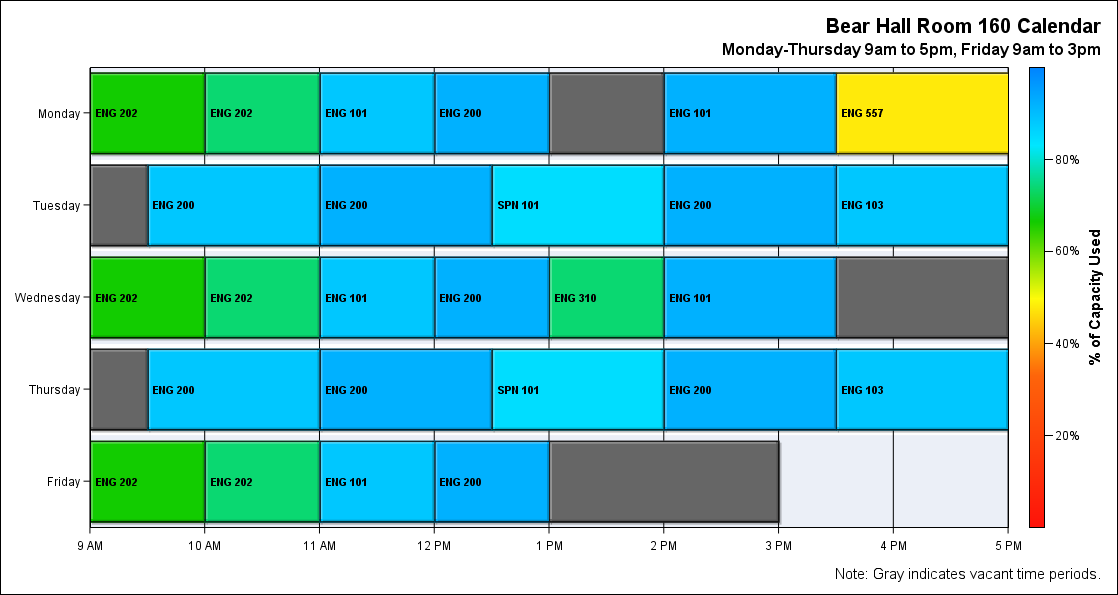 Bear Hall Room 160 Calendar
Monday-Thursday 9am to 5pm, Friday 9am to 3pm
Monday
ENG 202
ENG 202
ENG 101
ENG 200
ENG 101
ENG 557
Tuesday
ENG 200
ENG 200
SPN 101
ENG 200
ENG 103
Wednesday
ENG 202
ENG 202
ENG 101
ENG 200
ENG 310
ENG 101
Thursday
ENG 200
ENG 200
SPN 101
ENG 200
ENG 103
Friday
ENG 202
ENG 202
ENG 101
ENG 200
9 AM
10 AM
11 AM
12 PM
1 PM
2 PM
3 PM
4 PM
5 PM
80%
60%
40%
20%
% of Capacity Used
Note: Gray indicates vacant time periods.